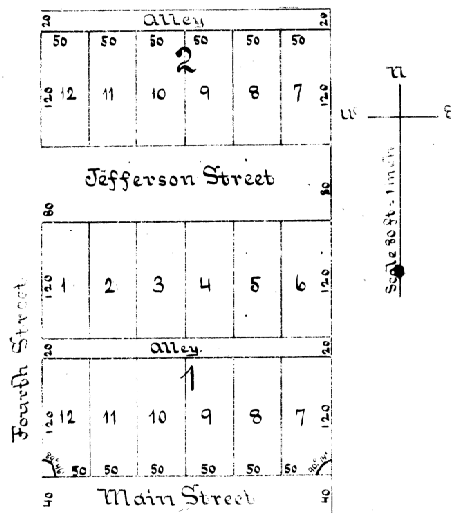 20 Alley 20
50 50 50 50 50 50
2
120 12 11 10 9 8 7 120
N
W E
Scale 80 ft = 1 inch
Jefferson Street
80 80
120 1 2 3 4 5 6 120
Fourth Street
20 Alley. 20
1
120 12 11 10 9 8 7 120
50 50 50 50 50
40 Main Street 40